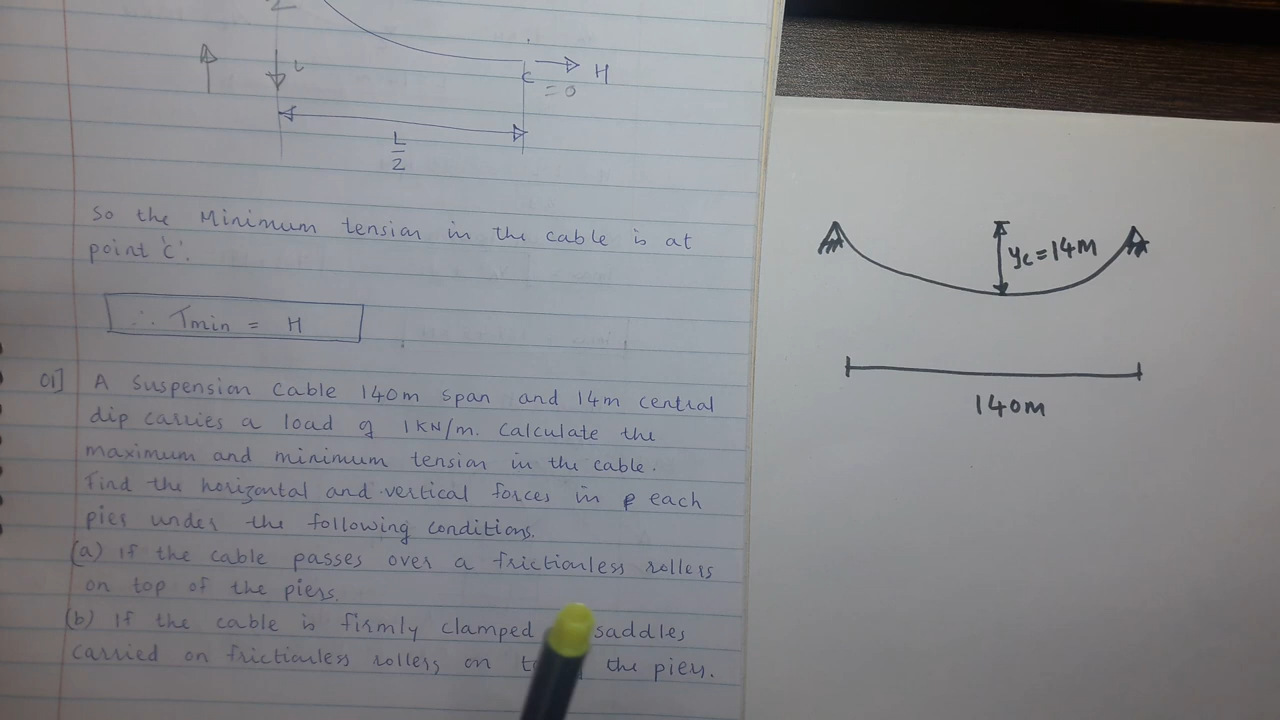 L
2
H
c
= 0
So the Minimum tension in the cable is at
point 'c'.
∴ Tmin = H
01] A suspension cable 140m span and 14m central
dip carries a load of 1KN/m. Calculate the
maximum and minimum tension in the cable.
Find the horizontal and vertical forces in each
pier under the following conditions.
(a) If the cable passes over a frictionless rollers
on top of the piers.
(b) If the cable is firmly clamped saddles
carried on frictionless rollers on the piers.
yc = 14m
140m